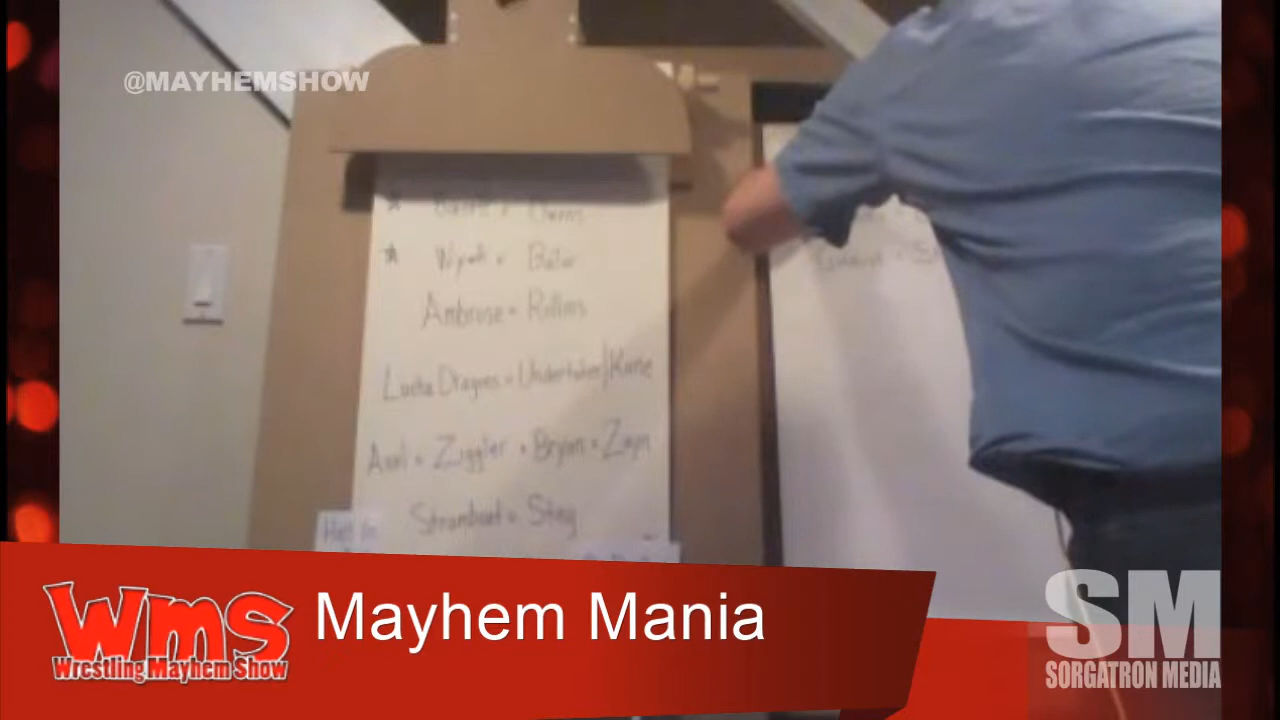 @MAYHEMSHOW
Wyatt - Balor
Ambrose - Rollins
Lucha Dragons - Undertaker/Kane
Axel - Ziggler - Bryan - Zayn
Steamboat - Sting
Wms
Wrestling Mayhem Show
Mayhem Mania
SM
SORGATRON MEDIA